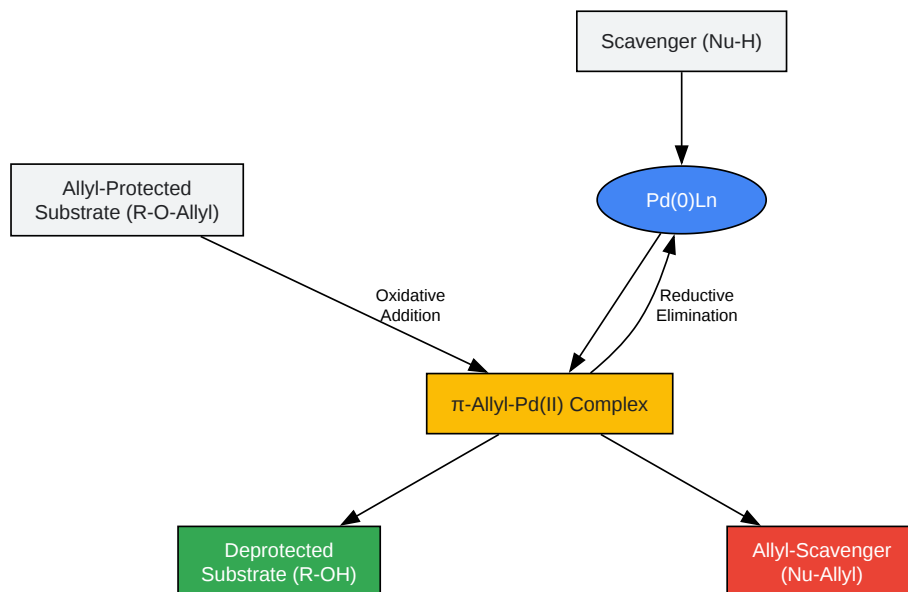 Scavenger (Nu-H)
Allyl-Protected
Substrate (R-O-Allyl)
Pd(0)Ln
Oxidative
Addition
Reductive
Elimination
π-Allyl-Pd(II) Complex
Deprotected
Substrate (R-OH)
Allyl-Scavenger
(Nu-Allyl)